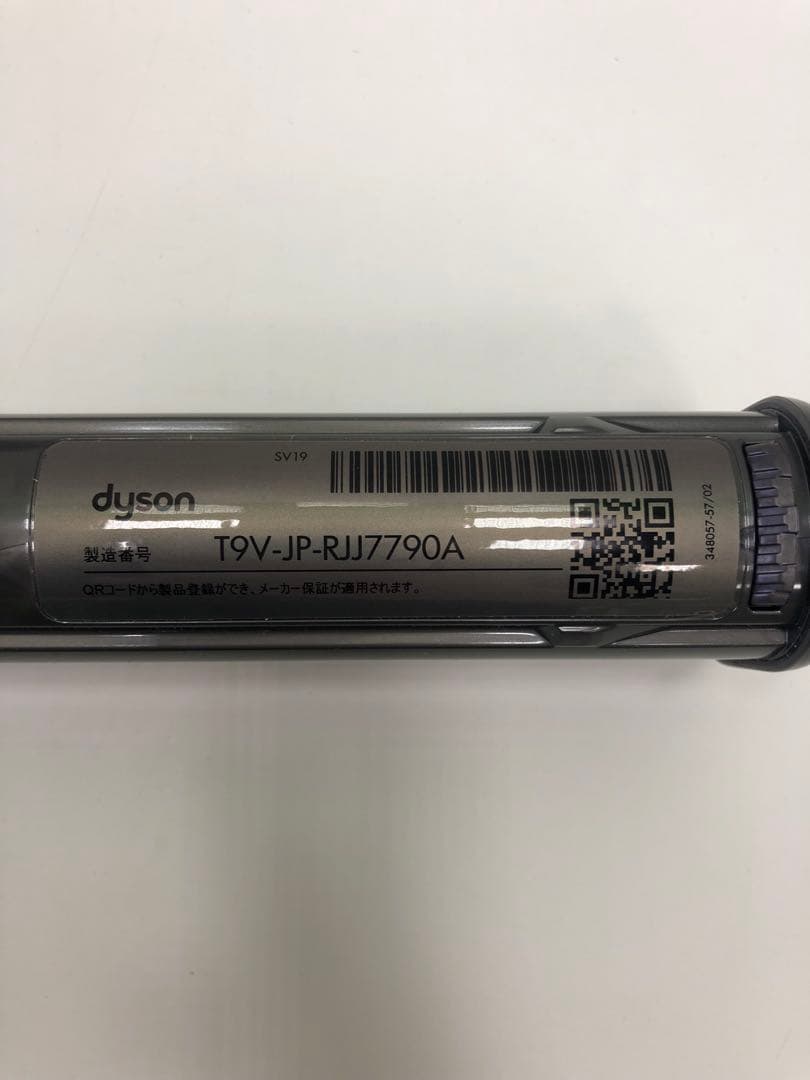 SV19
dyson
製造番号 T9V-JP-RJJ7790A
QRコードから製品登録ができ、メーカー保証が適用されます。
348057-57/02